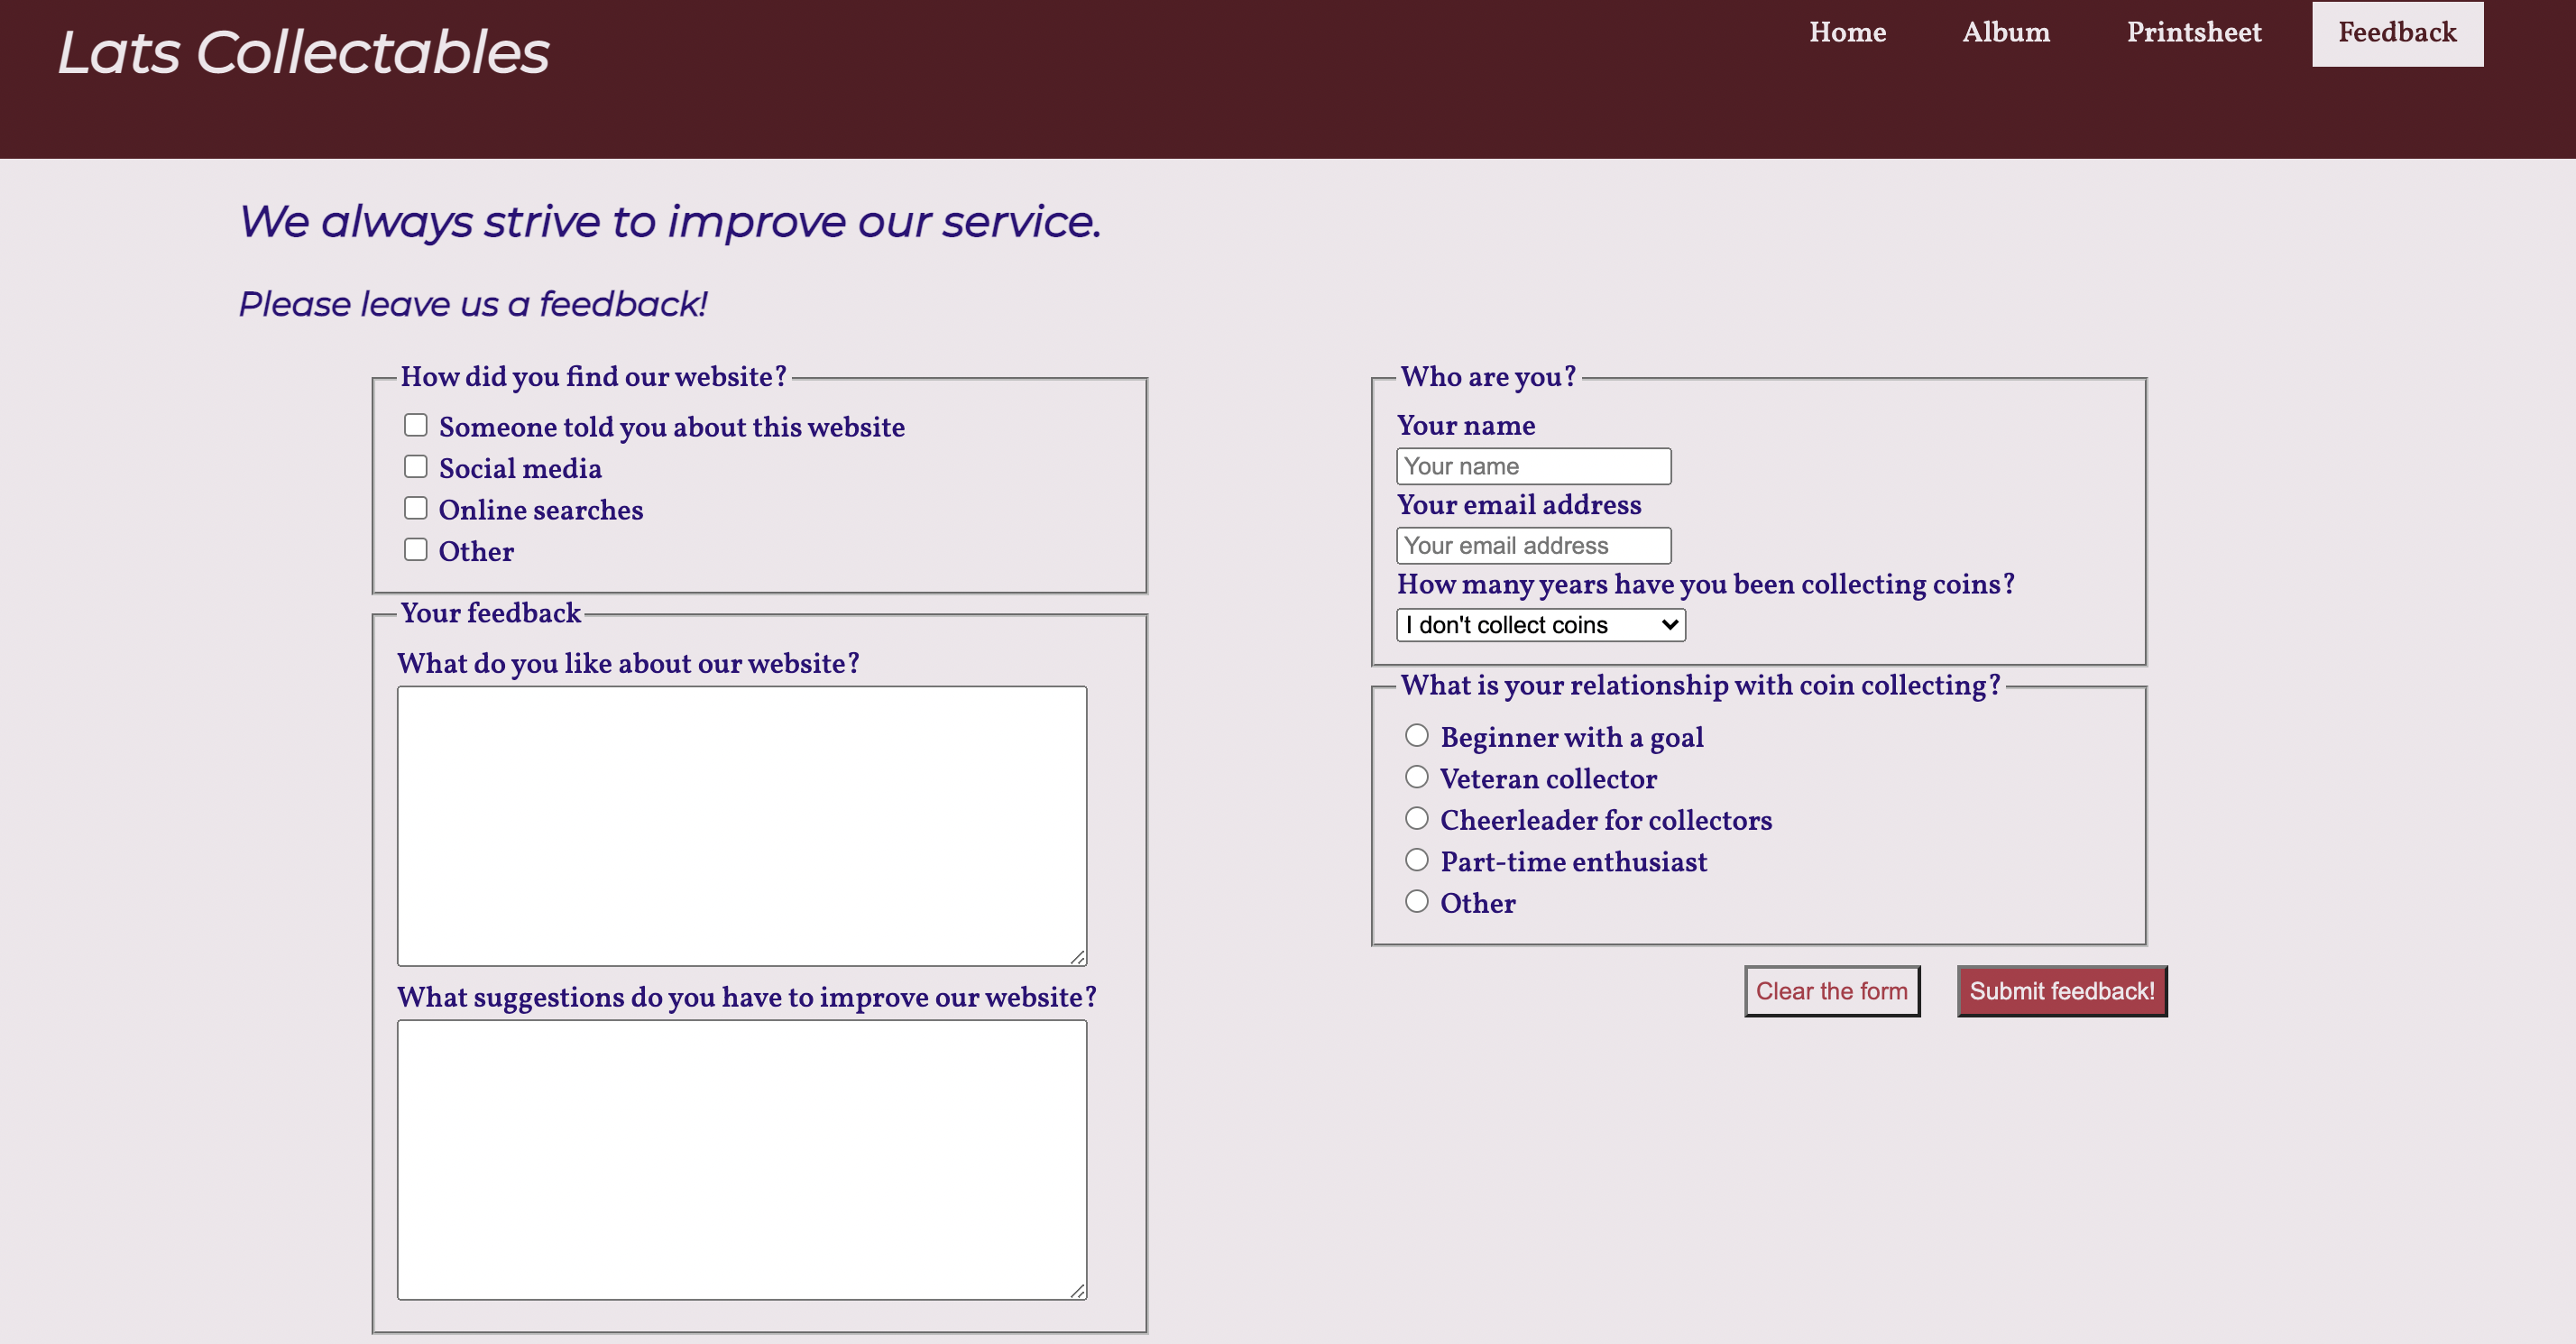 Lats Collectables
Home Album Printsheet Feedback
We always strive to improve our service.
Please leave us a feedback!
How did you find our website?
Someone told you about this website
Social media
Online searches
Other
Your feedback
What do you like about our website?
What suggestions do you have to improve our website?
Who are you?
Your name
Your name
Your email address
Your email address
How many years have you been collecting coins?
I don't collect coins
What is your relationship with coin collecting?
Beginner with a goal
Veteran collector
Cheerleader for collectors
Part-time enthusiast
Other
Clear the form Submit feedback!